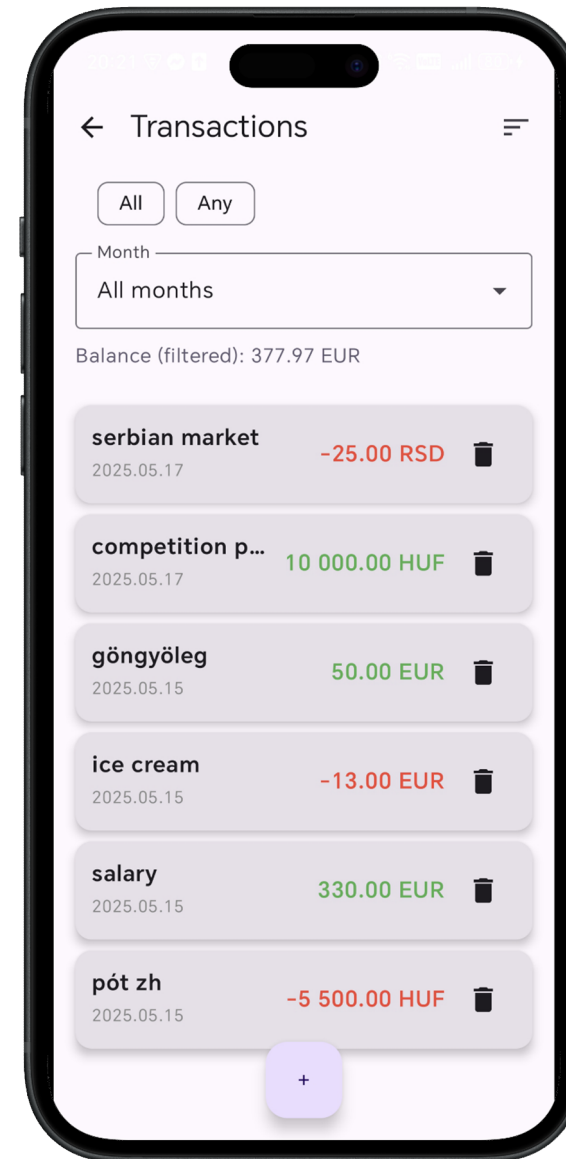 Transactions
All Any
Month
All months
Balance (filtered): 377.97 EUR
serbian market
-25.00 RSD
2025.05.17
competition p...
10 000.00 HUF
2025.05.17
göngyöleg
50.00 EUR
2025.05.15
ice cream
-13.00 EUR
2025.05.15
salary
330.00 EUR
2025.05.15
pót zh
-5 500.00 HUF
2025.05.15
+